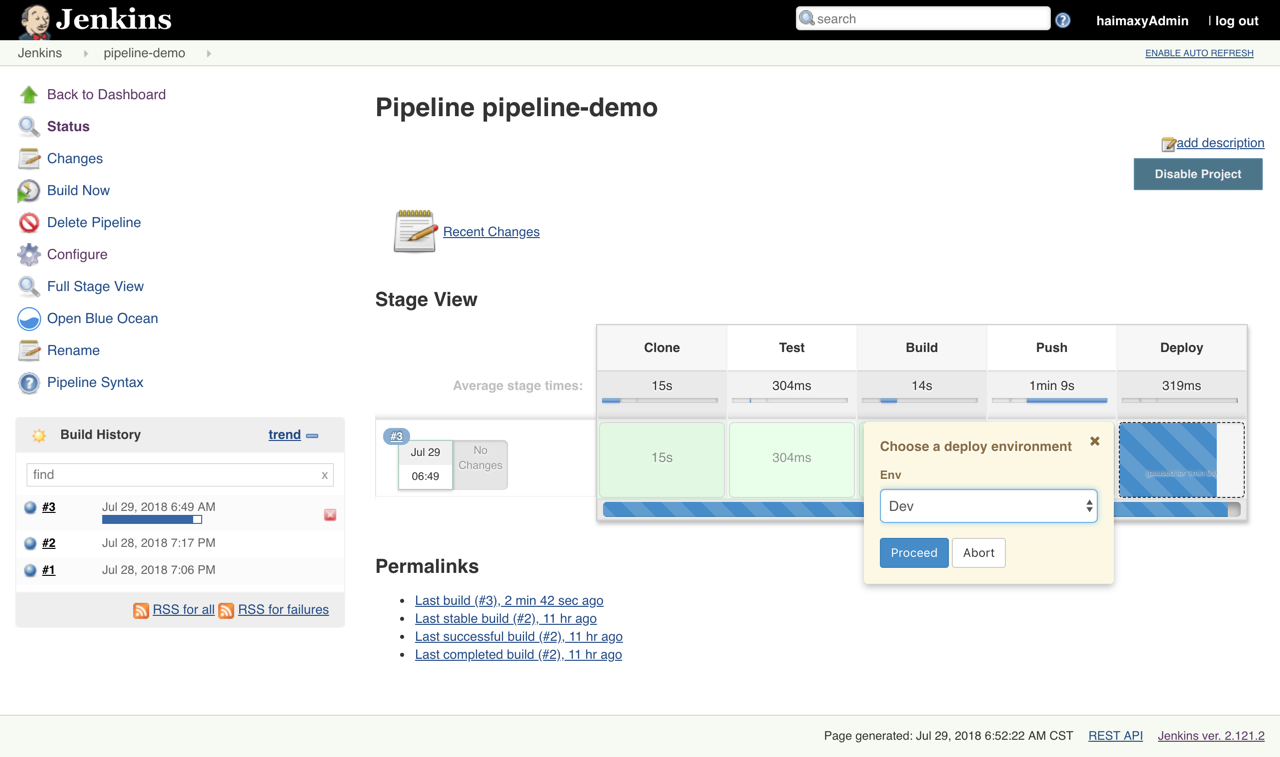 Jenkins
search
haimaxyAdmin | log out
Jenkins pipeline-demo
ENABLE AUTO REFRESH
Back to Dashboard
Status
Changes
Build Now
Delete Pipeline
Configure
Full Stage View
Open Blue Ocean
Rename
Pipeline Syntax
Build History
trend
find x
#3 Jul 29, 2018 6:49 AM
#2 Jul 28, 2018 7:17 PM
#1 Jul 28, 2018 7:06 PM
RSS for all RSS for failures
Pipeline pipeline-demo
add description
Disable Project
Recent Changes
Stage View
Clone Test Build Push Deploy
Average stage times: 15s 304ms 14s 1min 9s 319ms
#3
Jul 29
06:49
No
Changes
15s 304ms
Choose a deploy environment
Env
Dev
Proceed Abort
Permalinks
Last build (#3), 2 min 42 sec ago
Last stable build (#2), 11 hr ago
Last successful build (#2), 11 hr ago
Last completed build (#2), 11 hr ago
Page generated: Jul 29, 2018 6:52:22 AM CST REST API Jenkins ver. 2.121.2